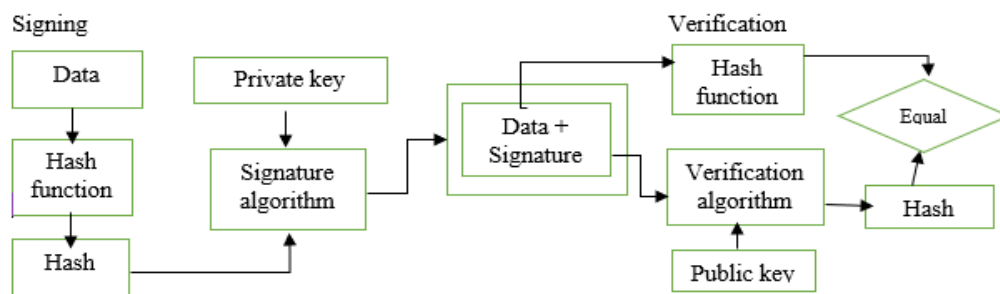 Signing
Data
Hash
function
Hash
Private key
Signature
algorithm
Data +
Signature
Verification
Hash
function
Verification
algorithm
Public key
Equal
Hash